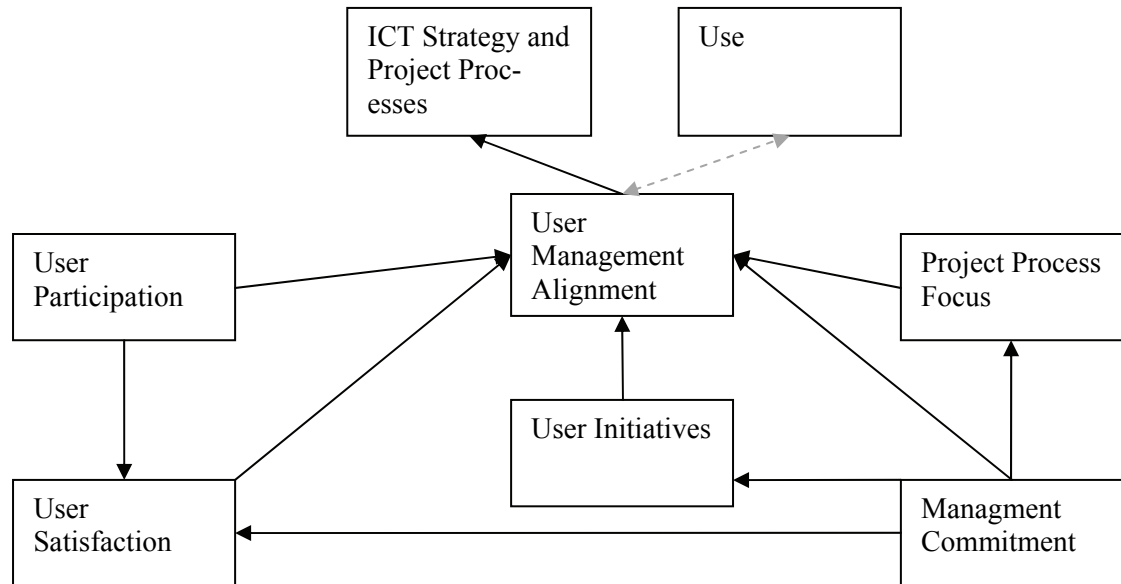 ICT Strategy and
Project Proc-
esses
Use
User
Management
Alignment
User
Participation
Project Process
Focus
User Initiatives
User
Satisfaction
Managment
Commitment